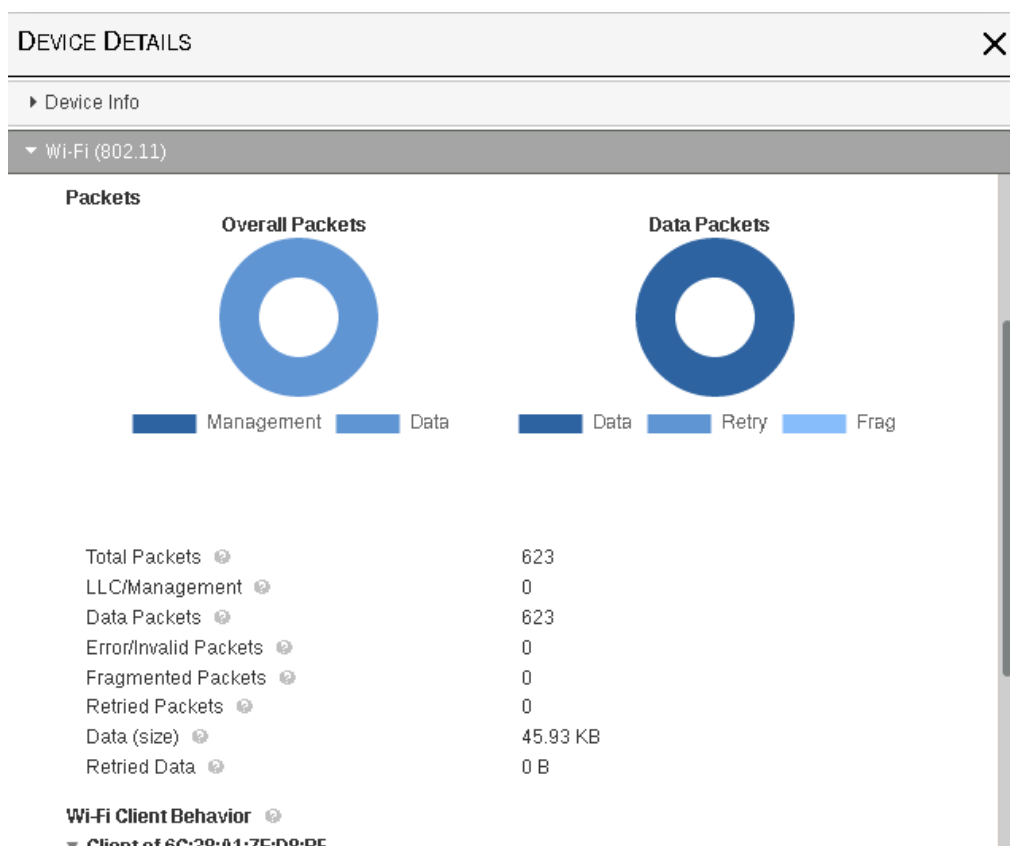 DEVICE DETAILS
Device Info
Wi-Fi (802.11)
Packets
Overall Packets
Data Packets
Management Data
Data Retry Frag
Total Packets 623
LLC/Management 0
Data Packets 623
Error/Invalid Packets 0
Fragmented Packets 0
Retried Packets 0
Data (size) 45.93 KB
Retried Data 0 B
Wi-Fi Client Behavior
Client of